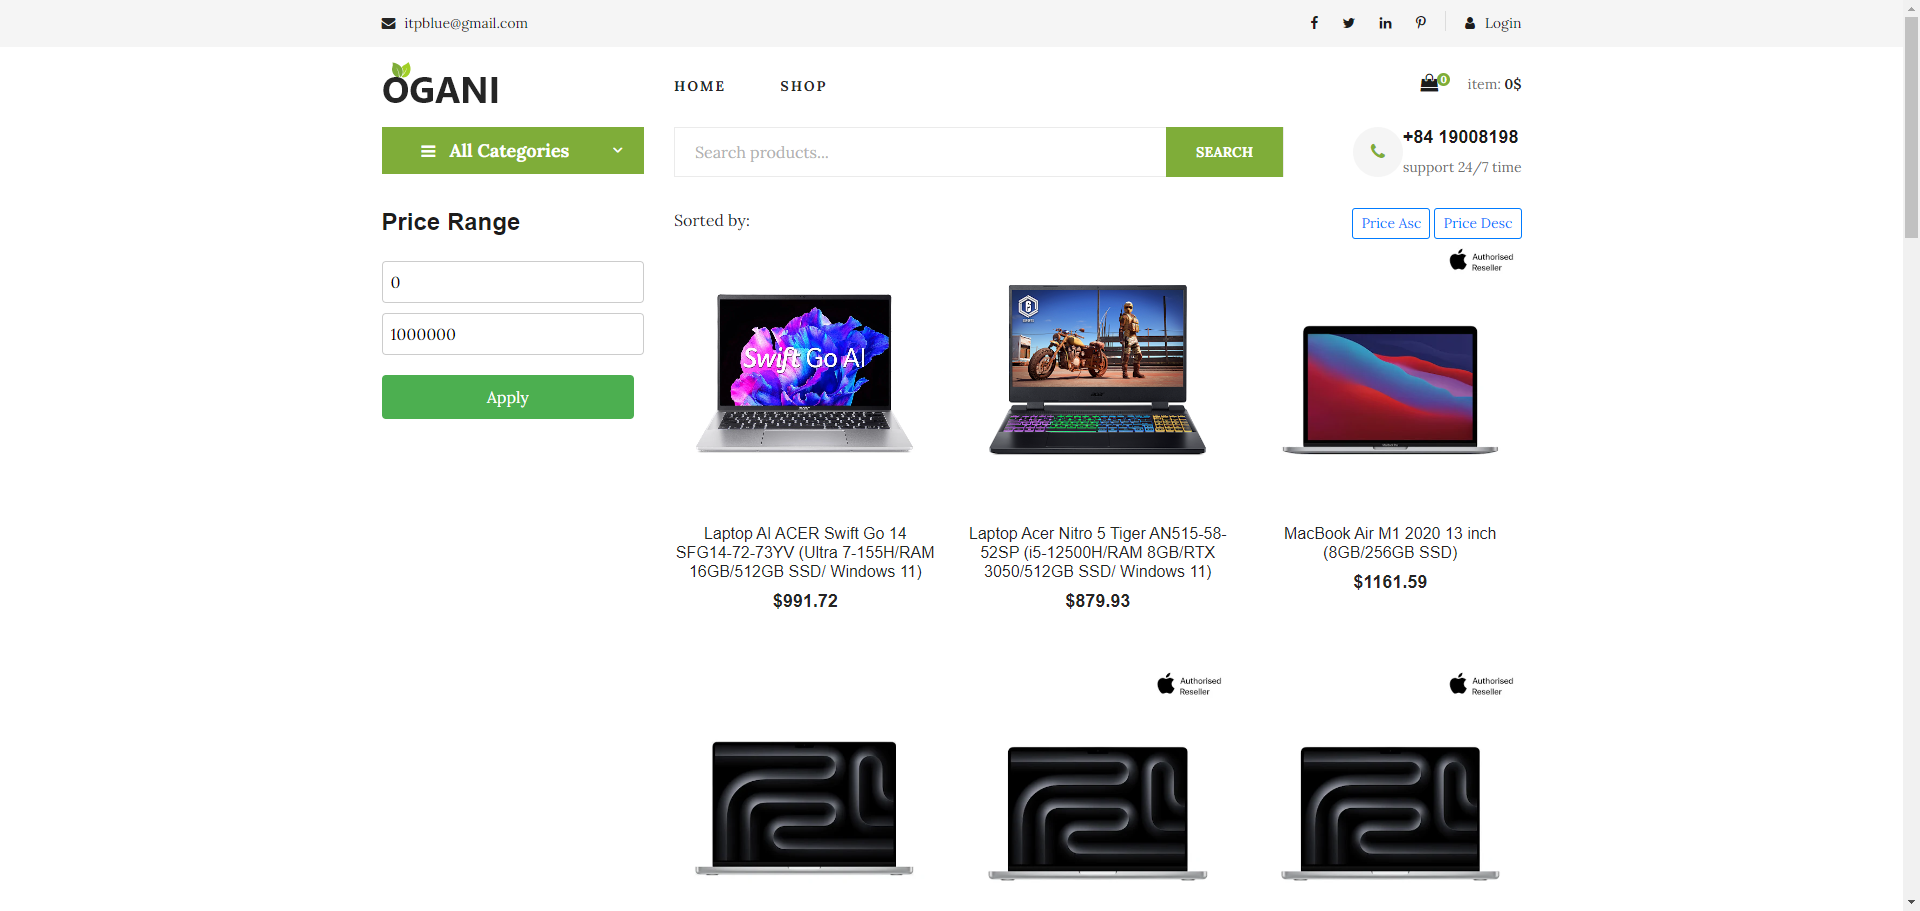 itpblue@gmail.com
Login
OGANI
HOME
SHOP
0
item: 0$
All Categories
Search products...
SEARCH
+84 19008198
support 24/7 time
Price Range
0
1000000
Apply
Sorted by:
Price Asc
Price Desc
Authorised
Reseller
Swift Go AI
Laptop AI ACER Swift Go 14
SFG14-72-73YV (Ultra 7-155H/RAM
16GB/512GB SSD/ Windows 11)
$991.72
Laptop Acer Nitro 5 Tiger AN515-58-
52SP (i5-12500H/RAM 8GB/RTX
3050/512GB SSD/ Windows 11)
$879.93
MacBook Air M1 2020 13 inch
(8GB/256GB SSD)
$1161.59
Authorised
Reseller
Authorised
Reseller